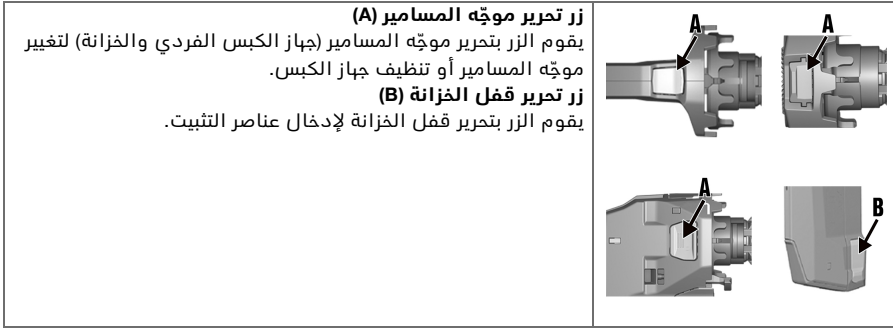 زر تحرير موجّه المسامير (A)
يقوم الزر بتحرير موجّه المسامير (جهاز الكبس الفردي والخزانة) لتغيير
موجّه المسامير أو تنظيف جهاز الكبس.
زر تحرير قفل الخزانة (B)
يقوم الزر بتحرير قفل الخزانة لإدخال عناصر التثبيت.
A
A
A
B